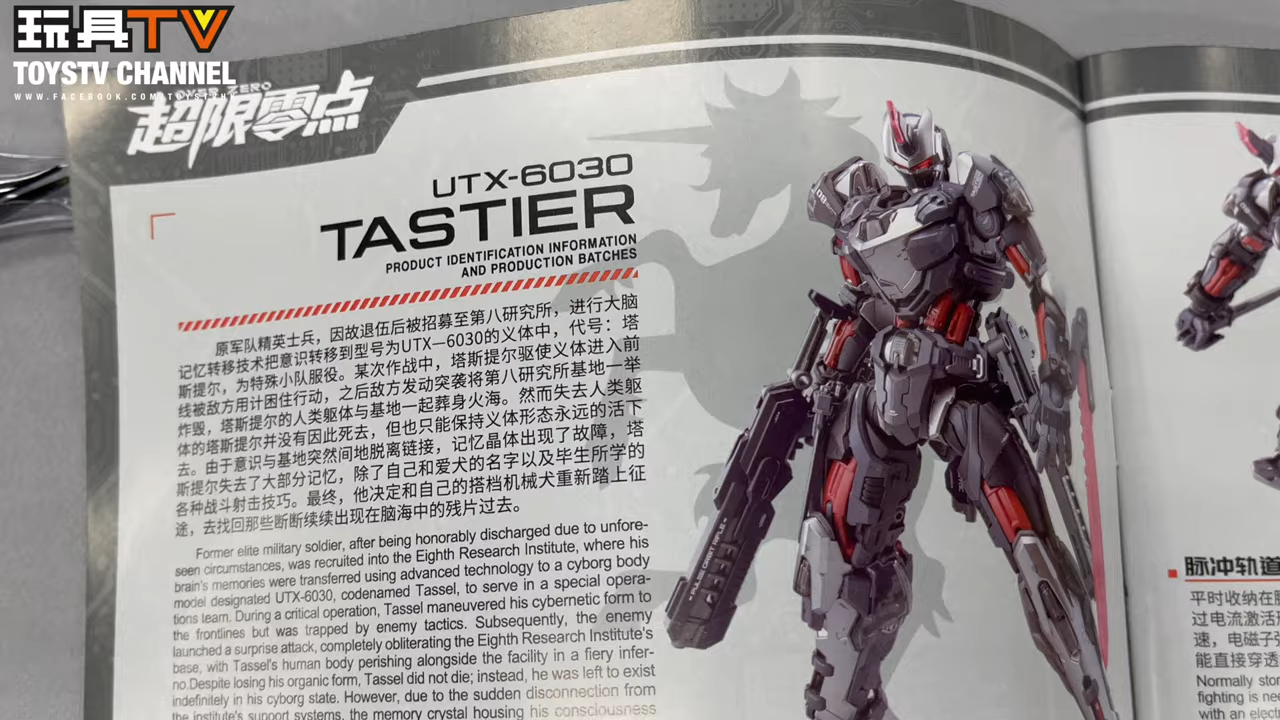 玩具TV
TOYSTV CHANNEL
超限零点
UTX-6030
TASTIER
PRODUCT IDENTIFICATION INFORMATION
AND PRODUCTION BATCHES
原军队精英士兵，因故退伍后被招募至第八研究所，进行大脑
记忆转移技术把意识转移到型号为UTX—6030的义体中，代号：塔
斯提尔，为特殊小队服役。某次作战中，塔斯提尔驱使义体进入前
线被敌方用计困住行动，之后敌方发动突袭将第八研究所基地一举
炸毁，塔斯提尔的人类躯体与基地一起葬身火海。然而失去人类躯
体的塔斯提尔并没有因此死去，但也只能保持义体形态永远的活下
去。由于意识与基地突然间地脱离链接，记忆晶体出现了故障，塔
斯提尔失去了大部分记忆，除了自己和爱犬的名字以及毕生所学的
各种战斗射击技巧。最终，他决定和自己的搭档机械犬重新踏上征
途，去找回那些断断续续出现在脑海中的残片过去。
Former elite military soldier, after being honorably discharged due to unfore-
seen circumstances, was recruited into the Eighth Research Institute, where his
brain's memories were transferred using advanced technology to a cyborg body
model designated UTX-6030, codenamed Tassel, to serve in a special opera-
tions team. During a critical operation, Tassel maneuvered his cybernetic form to
the frontlines but was trapped by enemy tactics. Subsequently, the enemy
launched a surprise attack, completely obliterating the Eighth Research Institute's
base, with Tassel's human body perishing alongside the facility in a fiery infer-
no.Despite losing his organic form, Tassel did not die; instead, he was left to exist
indefinitely in his cyborg state. However, due to the sudden disconnection from
the institute's support systems, the memory crystal housing his consciousness
PULSE ORBIT RIFLE
脉冲轨道
平时收纳在
过电流激活
速，电磁子
能直接穿透
Normally stor
fighting is ne
with an elect